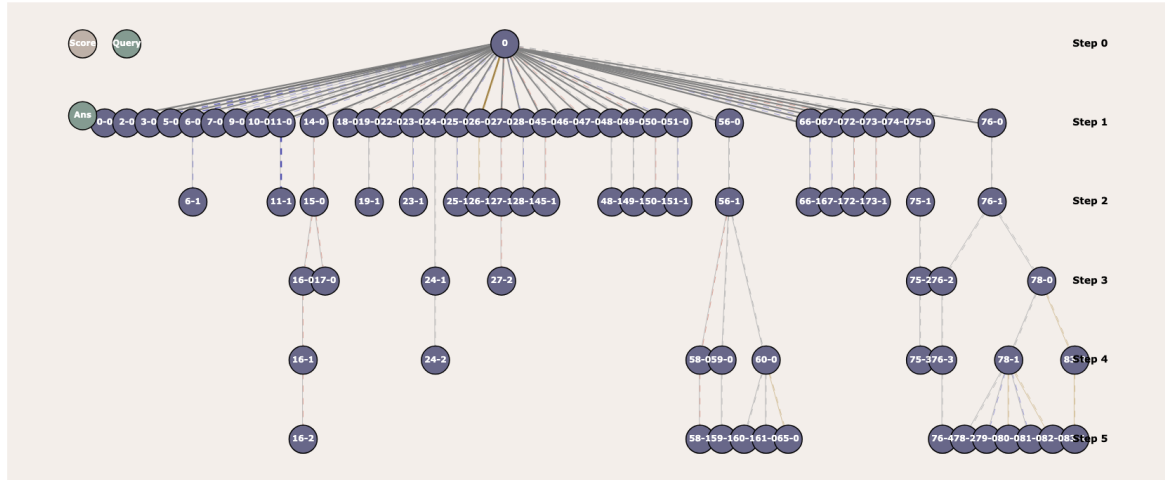 Score Query 0 Step 0
Ans 0-0 2-0 3-0 5-0 6-0 7-0 9-0 10-0 11-0 14-0 18-0 19-0 22-0 23-0 24-0 25-0 26-0 27-0 28-0 45-0 46-0 47-0 48-0 49-0 50-0 51-0 56-0 66-0 67-0 72-0 73-0 74-0 75-0 76-0 Step 1
6-1 11-1 15-0 19-1 23-1 25-1 26-1 27-1 28-1 45-1 48-1 49-1 50-1 51-1 56-1 66-1 67-1 72-1 73-1 75-1 76-1 Step 2
16-0 17-0 24-1 27-2 75-2 76-2 78-0 Step 3
16-1 24-2 58-0 59-0 60-0 75-3 76-3 78-1 Step 4
16-2 58-1 59-1 60-1 61-0 65-0 76-4 78-2 79-0 80-0 81-0 82-0 Step 5